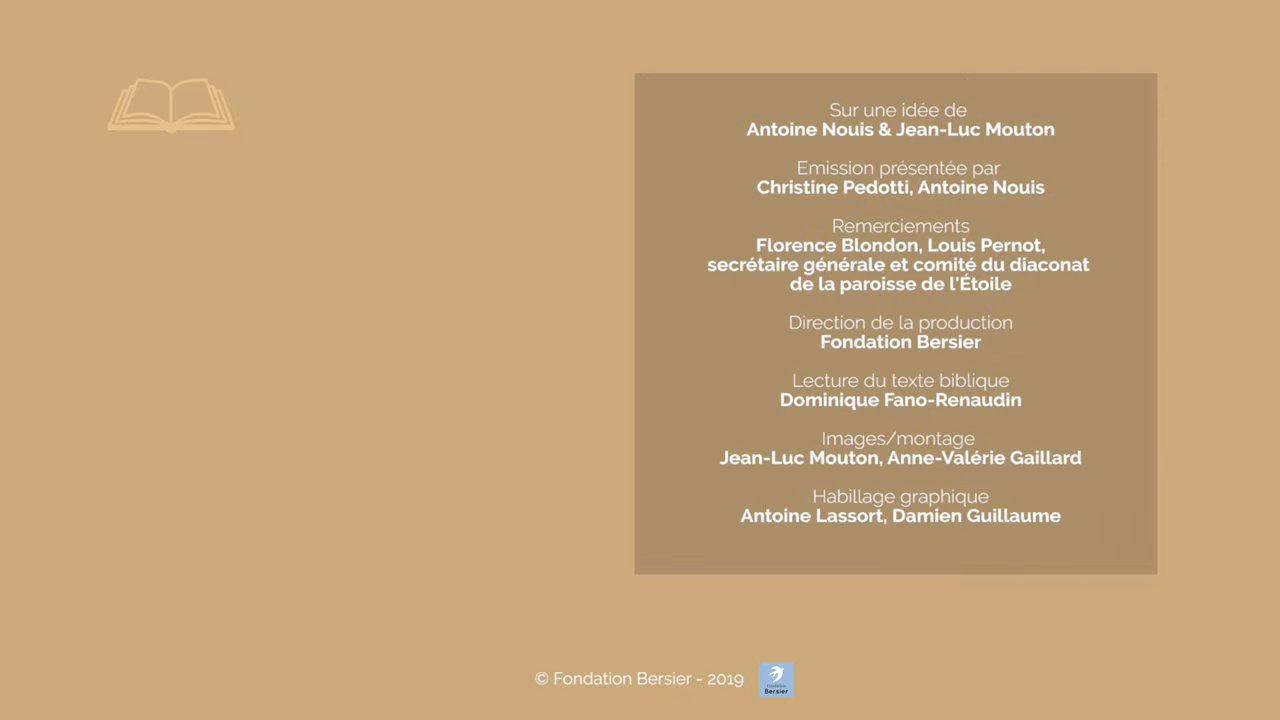 Sur une idée de
Antoine Nouis & Jean-Luc Mouton
Emission présentée par
Christine Pedotti, Antoine Nouis
Remerciements
Florence Blondon, Louis Pernot,
secrétaire générale et comité du diaconat
de la paroisse de l'Étoile
Direction de la production
Fondation Bersier
Lecture du texte biblique
Dominique Fano-Renaudin
Images/montage
Jean-Luc Mouton, Anne-Valérie Gaillard
Habillage graphique
Antoine Lassort, Damien Guillaume
© Fondation Bersier - 2019
Fondation
Bersier